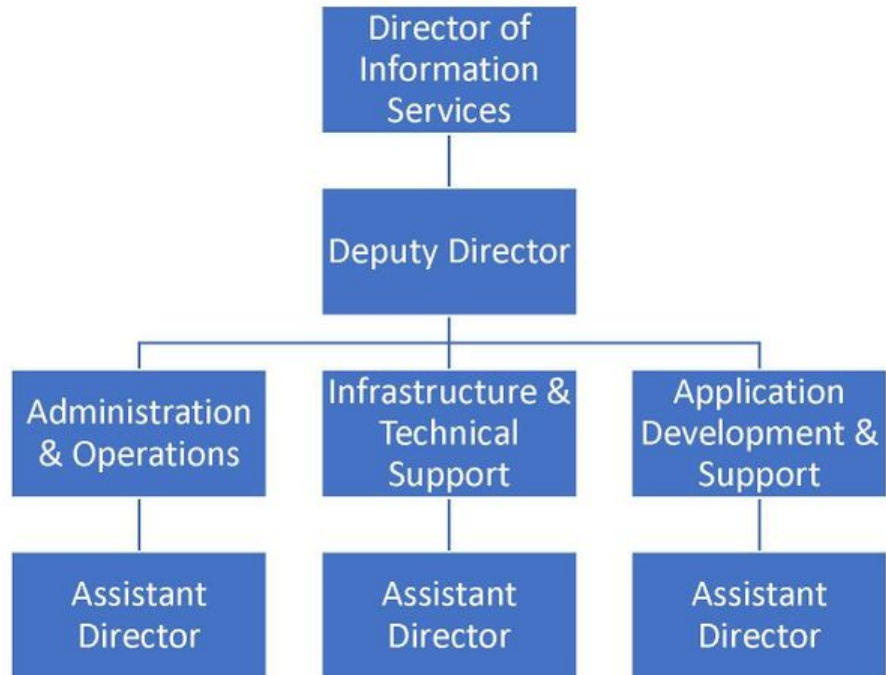 Director of
Information
Services
Deputy Director
Administration
& Operations
Infrastructure &
Technical
Support
Application
Development &
Support
Assistant
Director
Assistant
Director
Assistant
Director